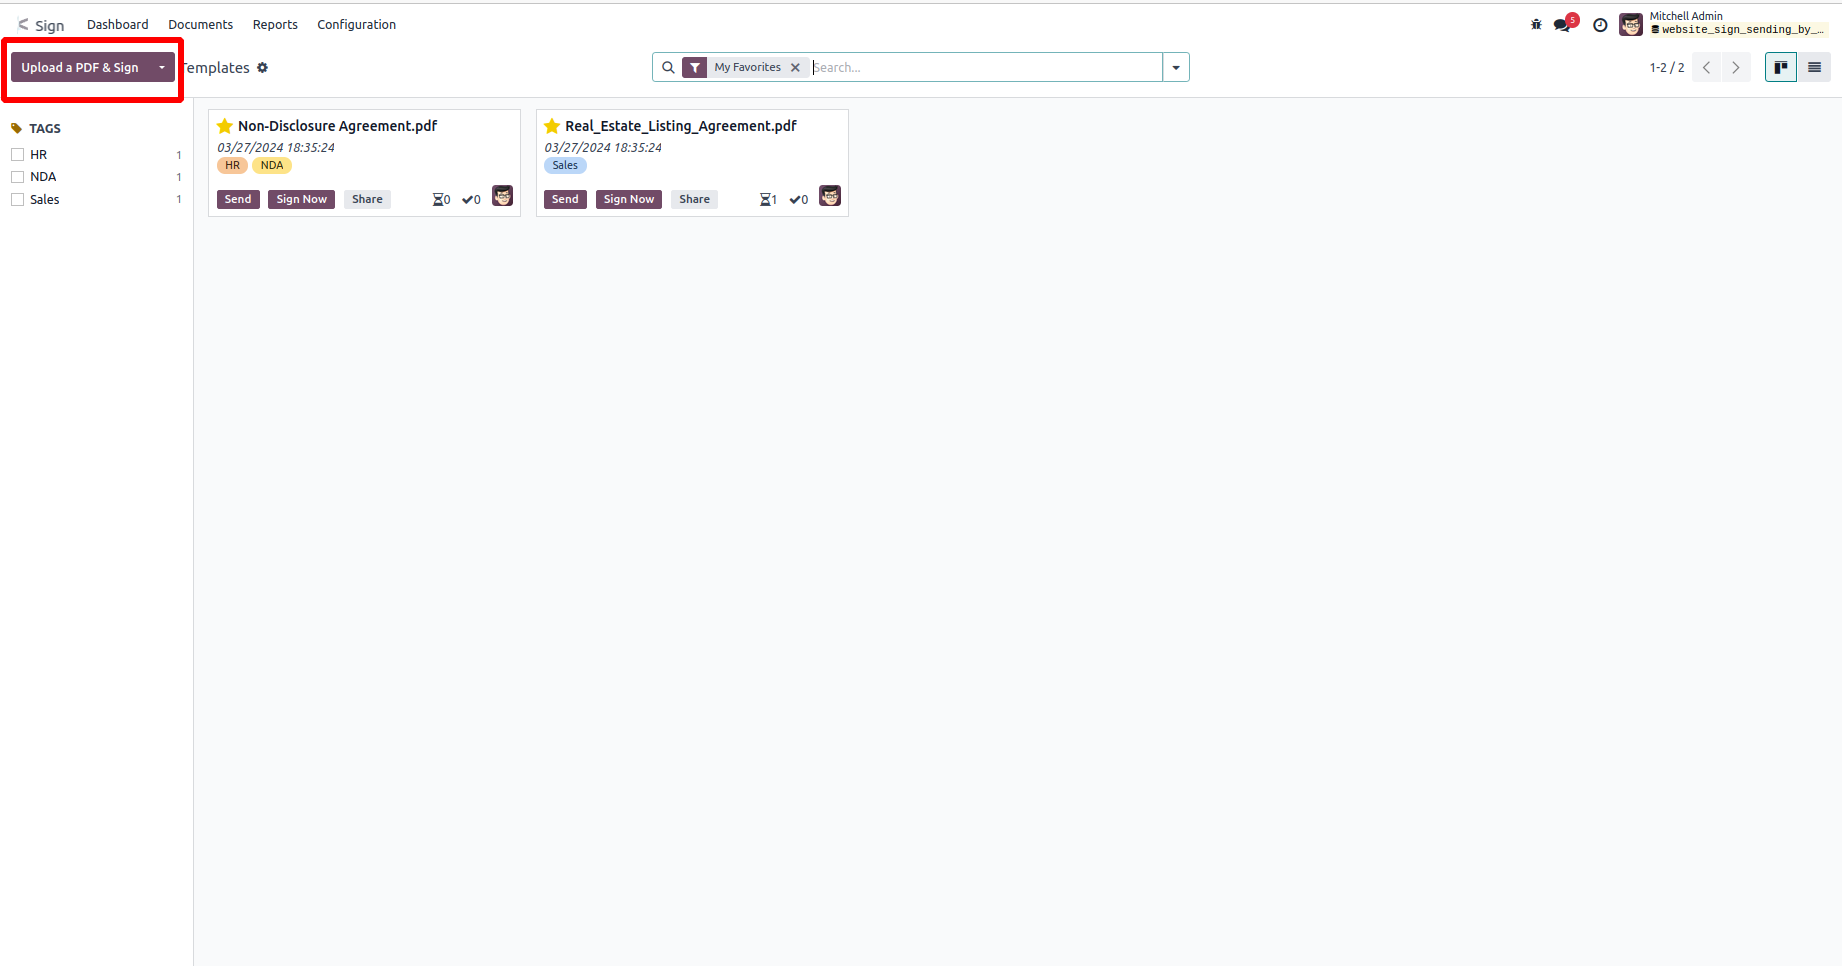 Sign Dashboard Documents Reports Configuration
5
Mitchell Admin
website_sign_sending_by_…
Upload a PDF & Sign
emplates
My Favorites
Search...
1-2 / 2
TAGS
HR 1
NDA 1
Sales 1
Non-Disclosure Agreement.pdf
03/27/2024 18:35:24
HR NDA
Send Sign Now Share 0 0
Real_Estate_Listing_Agreement.pdf
03/27/2024 18:35:24
Sales
Send Sign Now Share 1 0